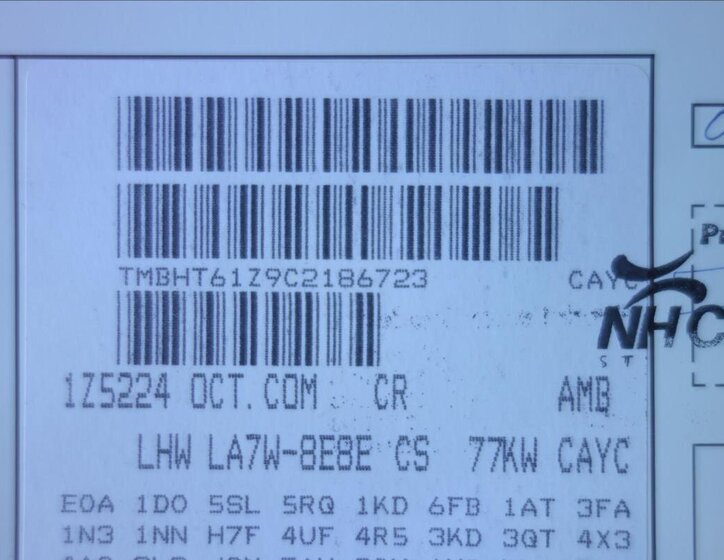 TMBHT61Z9C2186723 CAYC
NHC
S T
1Z5224 OCT.COM CR AMB
LHW LA7W-8E8E CS 77KW CAYC
E0A 1D0 5SL 5RQ 1KD 6FB 1AT 3FA
1N3 1NN H7F 4UF 4R5 3KD 3QT 4X3